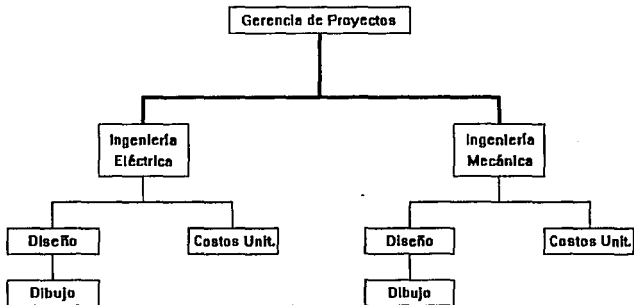 Gerencia de Proyectos
Ingeniería
Eléctrica
Ingeniería
Mecánica
Diseño
Costos Unit.
Diseño
Costos Unit.
Dibujo
Dibujo